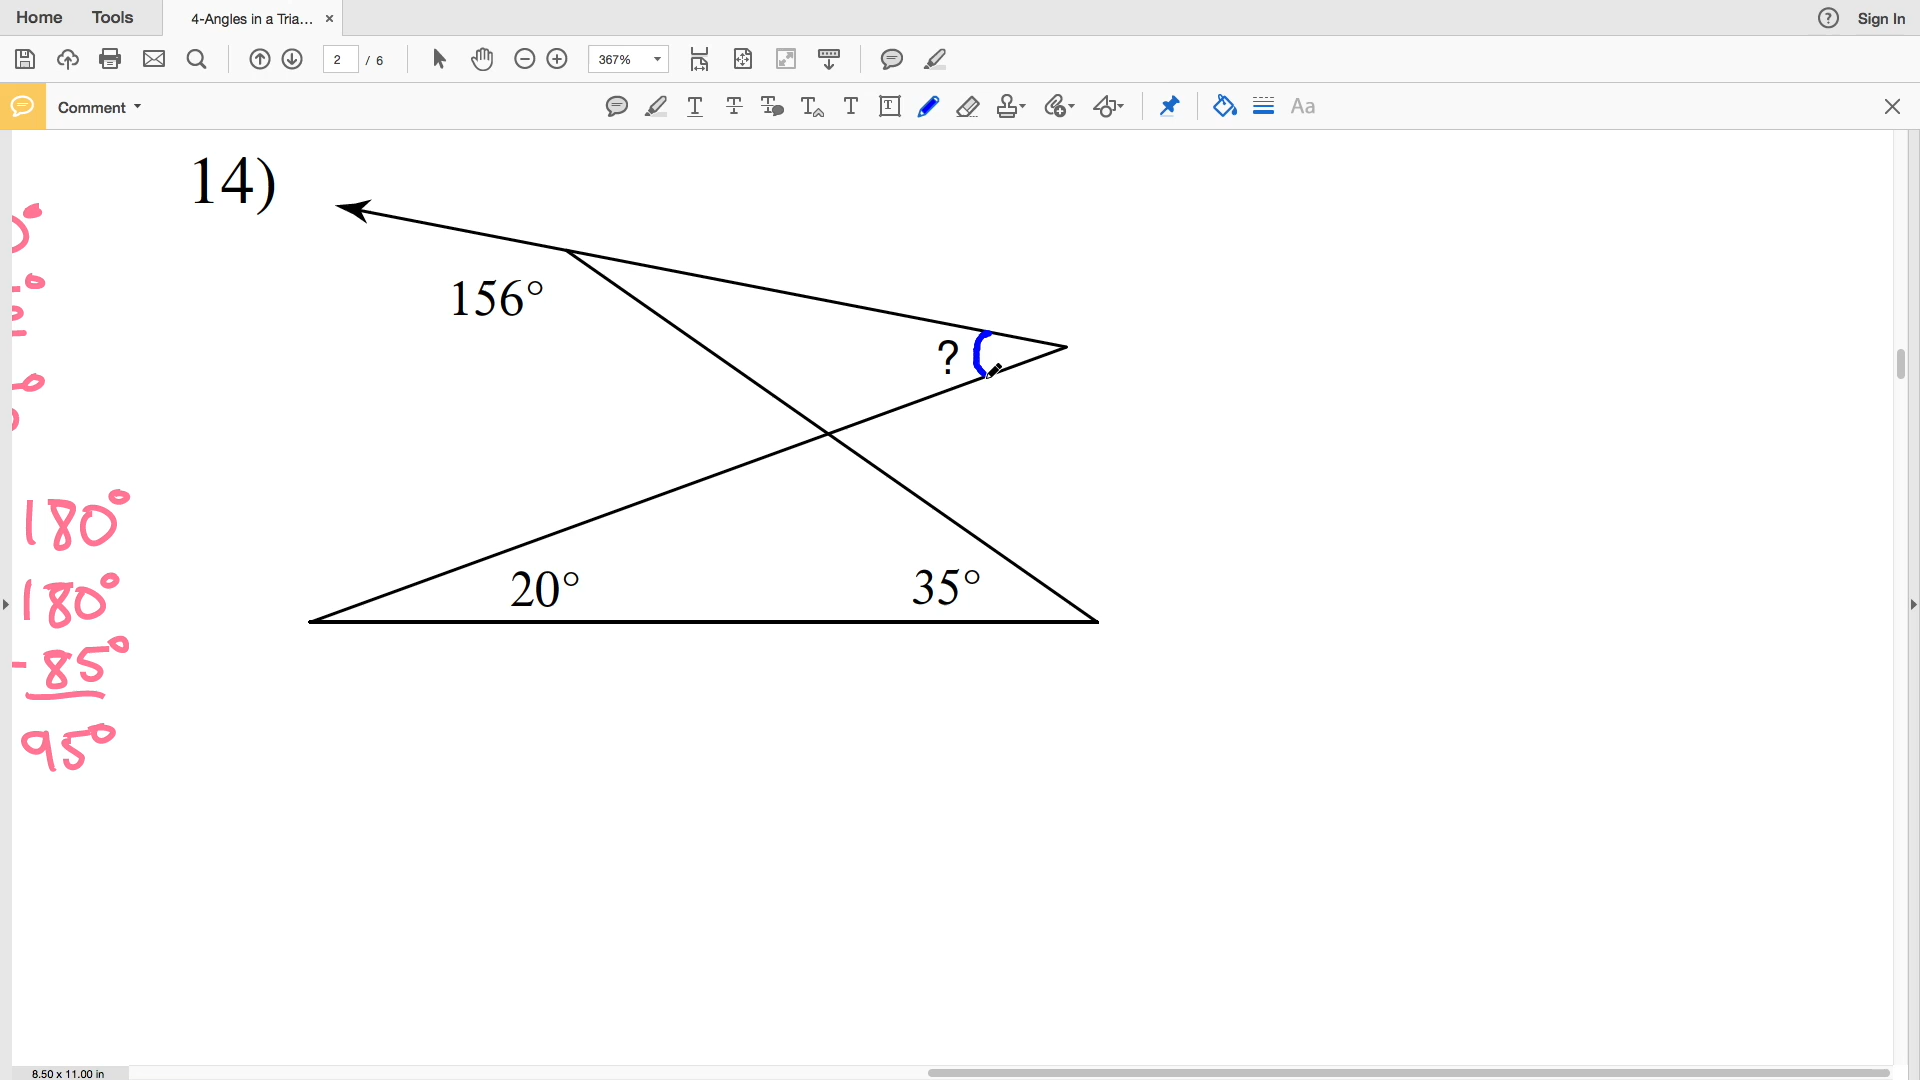 Home Tools 4-Angles in a Tria... × ? Sign In
2 / 6 367%
Comment T T T T T T Aa
14)
156°
?
20° 35°
180°
180°
- 85°
95°
8.50 x 11.00 in